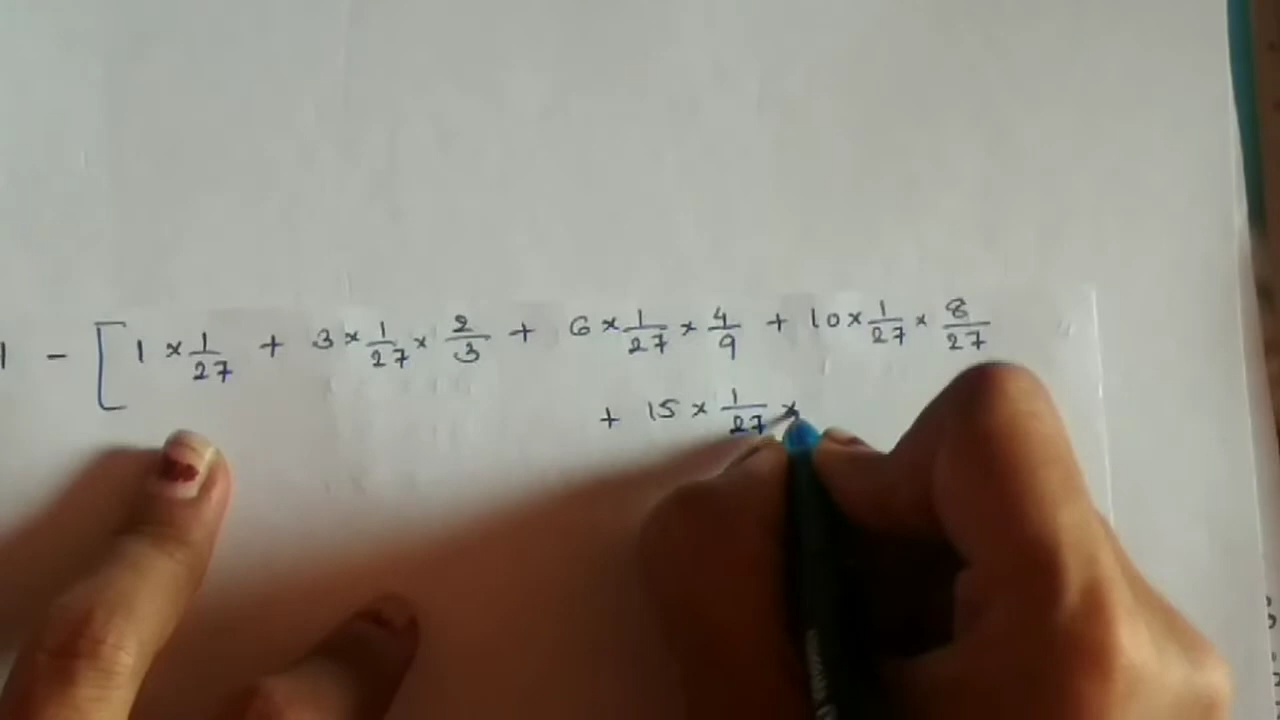 1 - [ 1 × 1/27 + 3 × 1/27 × 2/3 + 6 × 1/27 × 4/9 + 10 × 1/27 × 8/27
+ 15 × 1/27 ×